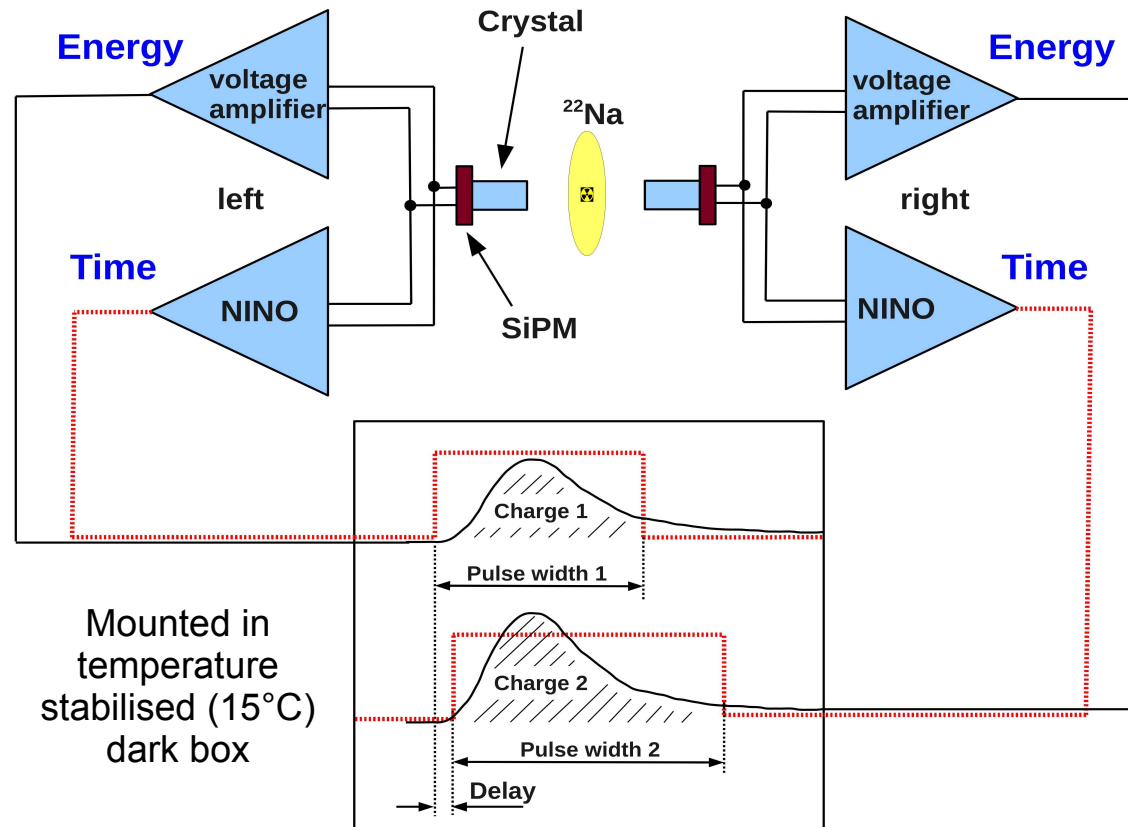 Crystal
Energy
Energy
voltage
amplifier
voltage
amplifier
²²Na
left
right
Time
Time
NINO
NINO
SiPM
Charge 1
Pulse width 1
Mounted in
temperature
stabilised (15°C)
dark box
Charge 2
Pulse width 2
Delay